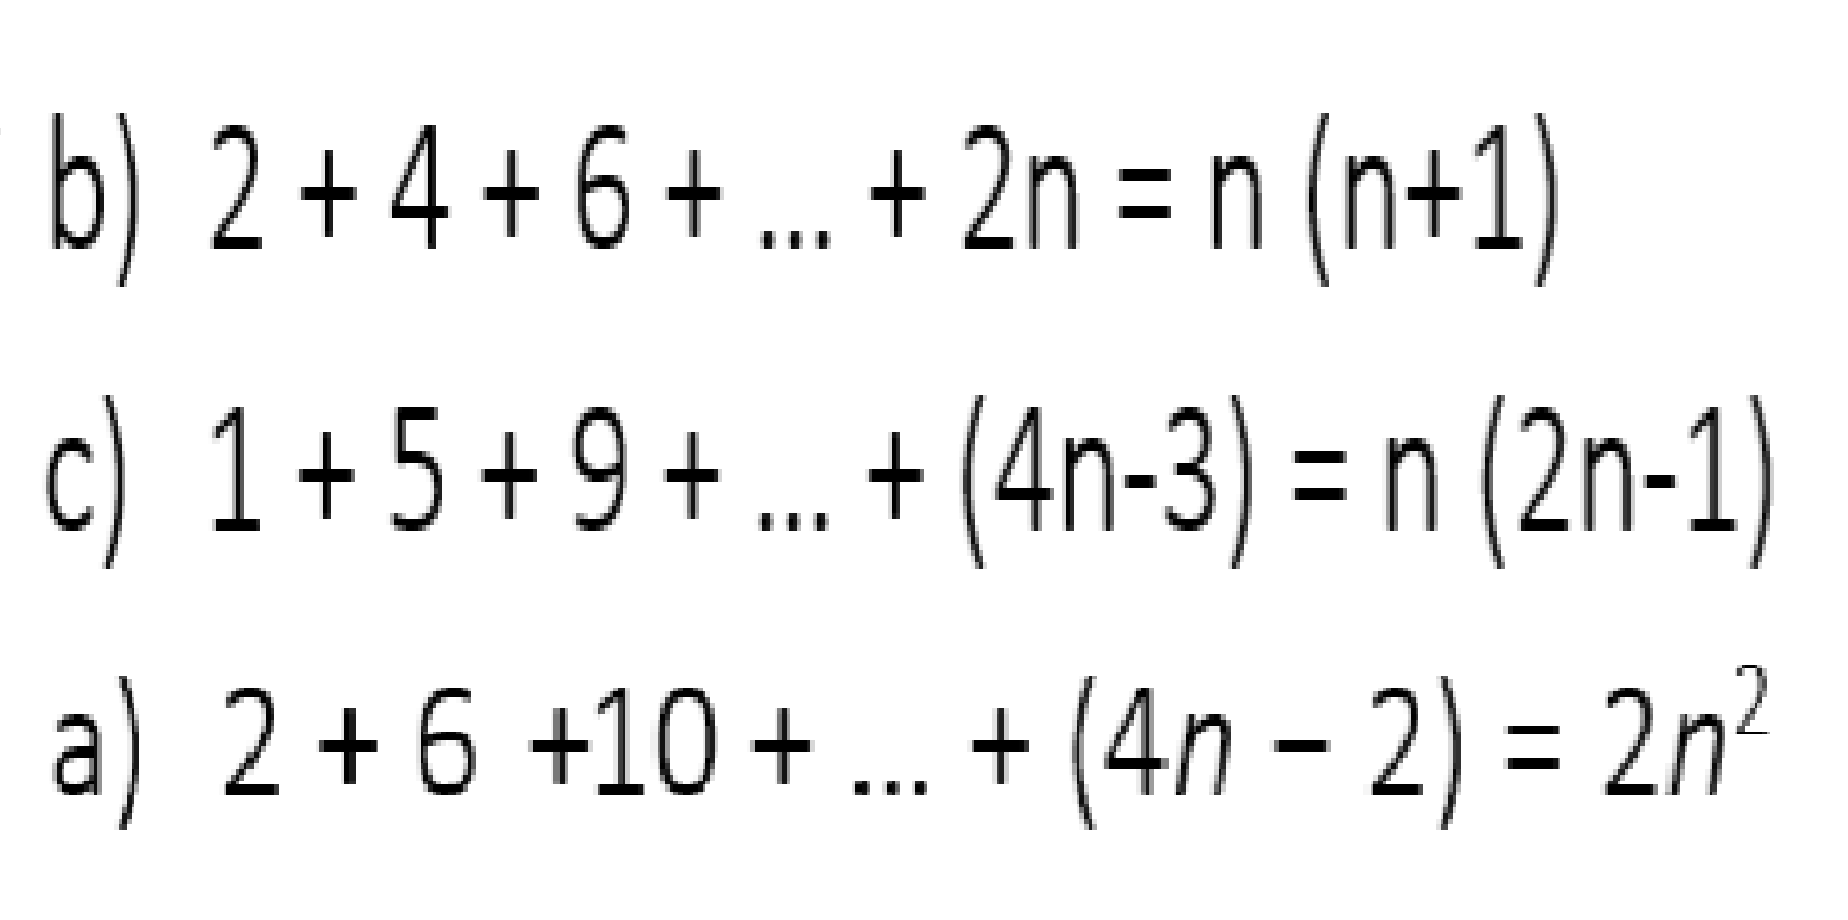 b) 2 + 4 + 6 + ... + 2n = n (n+1)
c) 1 + 5 + 9 + ... + (4n-3) = n (2n-1)
a) 2 + 6 +10 + ... + (4n − 2) = 2n²